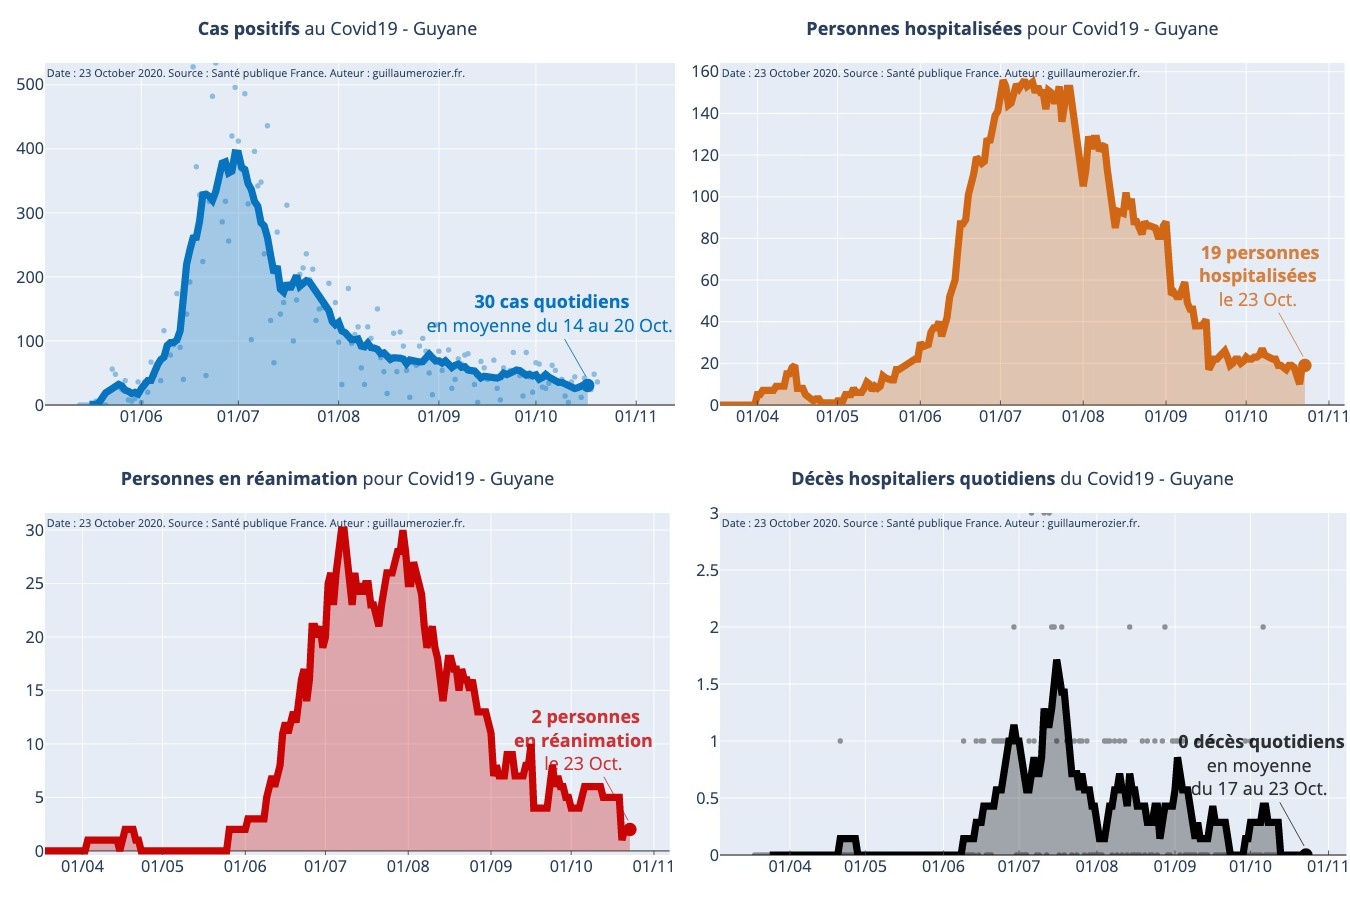 Cas positifs au Covid19 - Guyane
Date : 23 October 2020. Source : Santé publique France. Auteur : guillaumerozier.fr.
500
400
300
200
100
0
30 cas quotidiens
en moyenne du 14 au 20 Oct.
01/06 01/07 01/08 01/09 01/10 01/11
Personnes hospitalisées pour Covid19 - Guyane
Date : 23 October 2020. Source : Santé publique France. Auteur : guillaumerozier.fr.
160
140
120
100
80
60
40
20
0
19 personnes
hospitalisées
le 23 Oct.
01/04 01/05 01/06 01/07 01/08 01/09 01/10 01/11
Personnes en réanimation pour Covid19 - Guyane
Date : 23 October 2020. Source : Santé publique France. Auteur : guillaumerozier.fr.
30
25
20
15
10
5
0
2 personnes
en réanimation
le 23 Oct.
01/04 01/05 01/06 01/07 01/08 01/09 01/10 01/11
Décès hospitaliers quotidiens du Covid19 - Guyane
Date : 23 October 2020. Source : Santé publique France. Auteur : guillaumerozier.fr.
3
2.5
2
1.5
1
0.5
0
0 décès quotidiens
en moyenne
du 17 au 23 Oct.
01/04 01/05 01/06 01/07 01/08 01/09 01/10 01/11